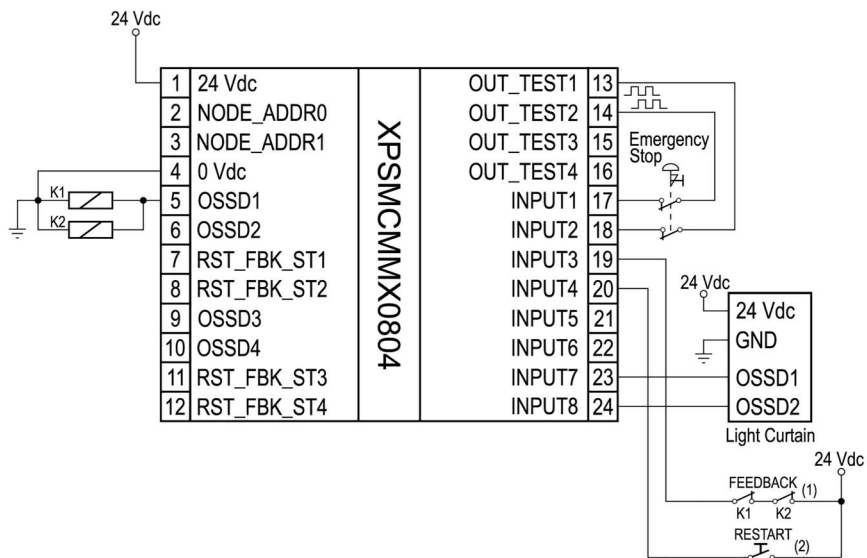 24 Vdc
1 24 Vdc
2 NODE_ADDR0
3 NODE_ADDR1
4 0 Vdc
5 OSSD1
6 OSSD2
7 RST_FBK_ST1
8 RST_FBK_ST2
9 OSSD3
10 OSSD4
11 RST_FBK_ST3
12 RST_FBK_ST4
K1
K2
XPSMCMMX0804
OUT_TEST1 13
OUT_TEST2 14
OUT_TEST3 15
OUT_TEST4 16
INPUT1 17
INPUT2 18
INPUT3 19
INPUT4 20
INPUT5 21
INPUT6 22
INPUT7 23
INPUT8 24
Emergency
Stop
24 Vdc
24 Vdc
GND
OSSD1
OSSD2
Light Curtain
24 Vdc
FEEDBACK (1)
K1 K2
RESTART (2)